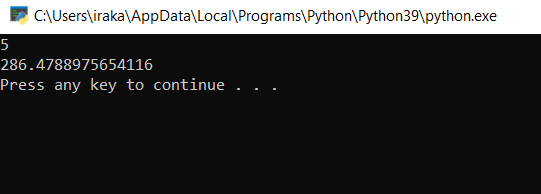 C:\Users\iraka\AppData\Local\Programs\Python\Python39\python.exe
5
286.4788975654116
Press any key to continue . . .